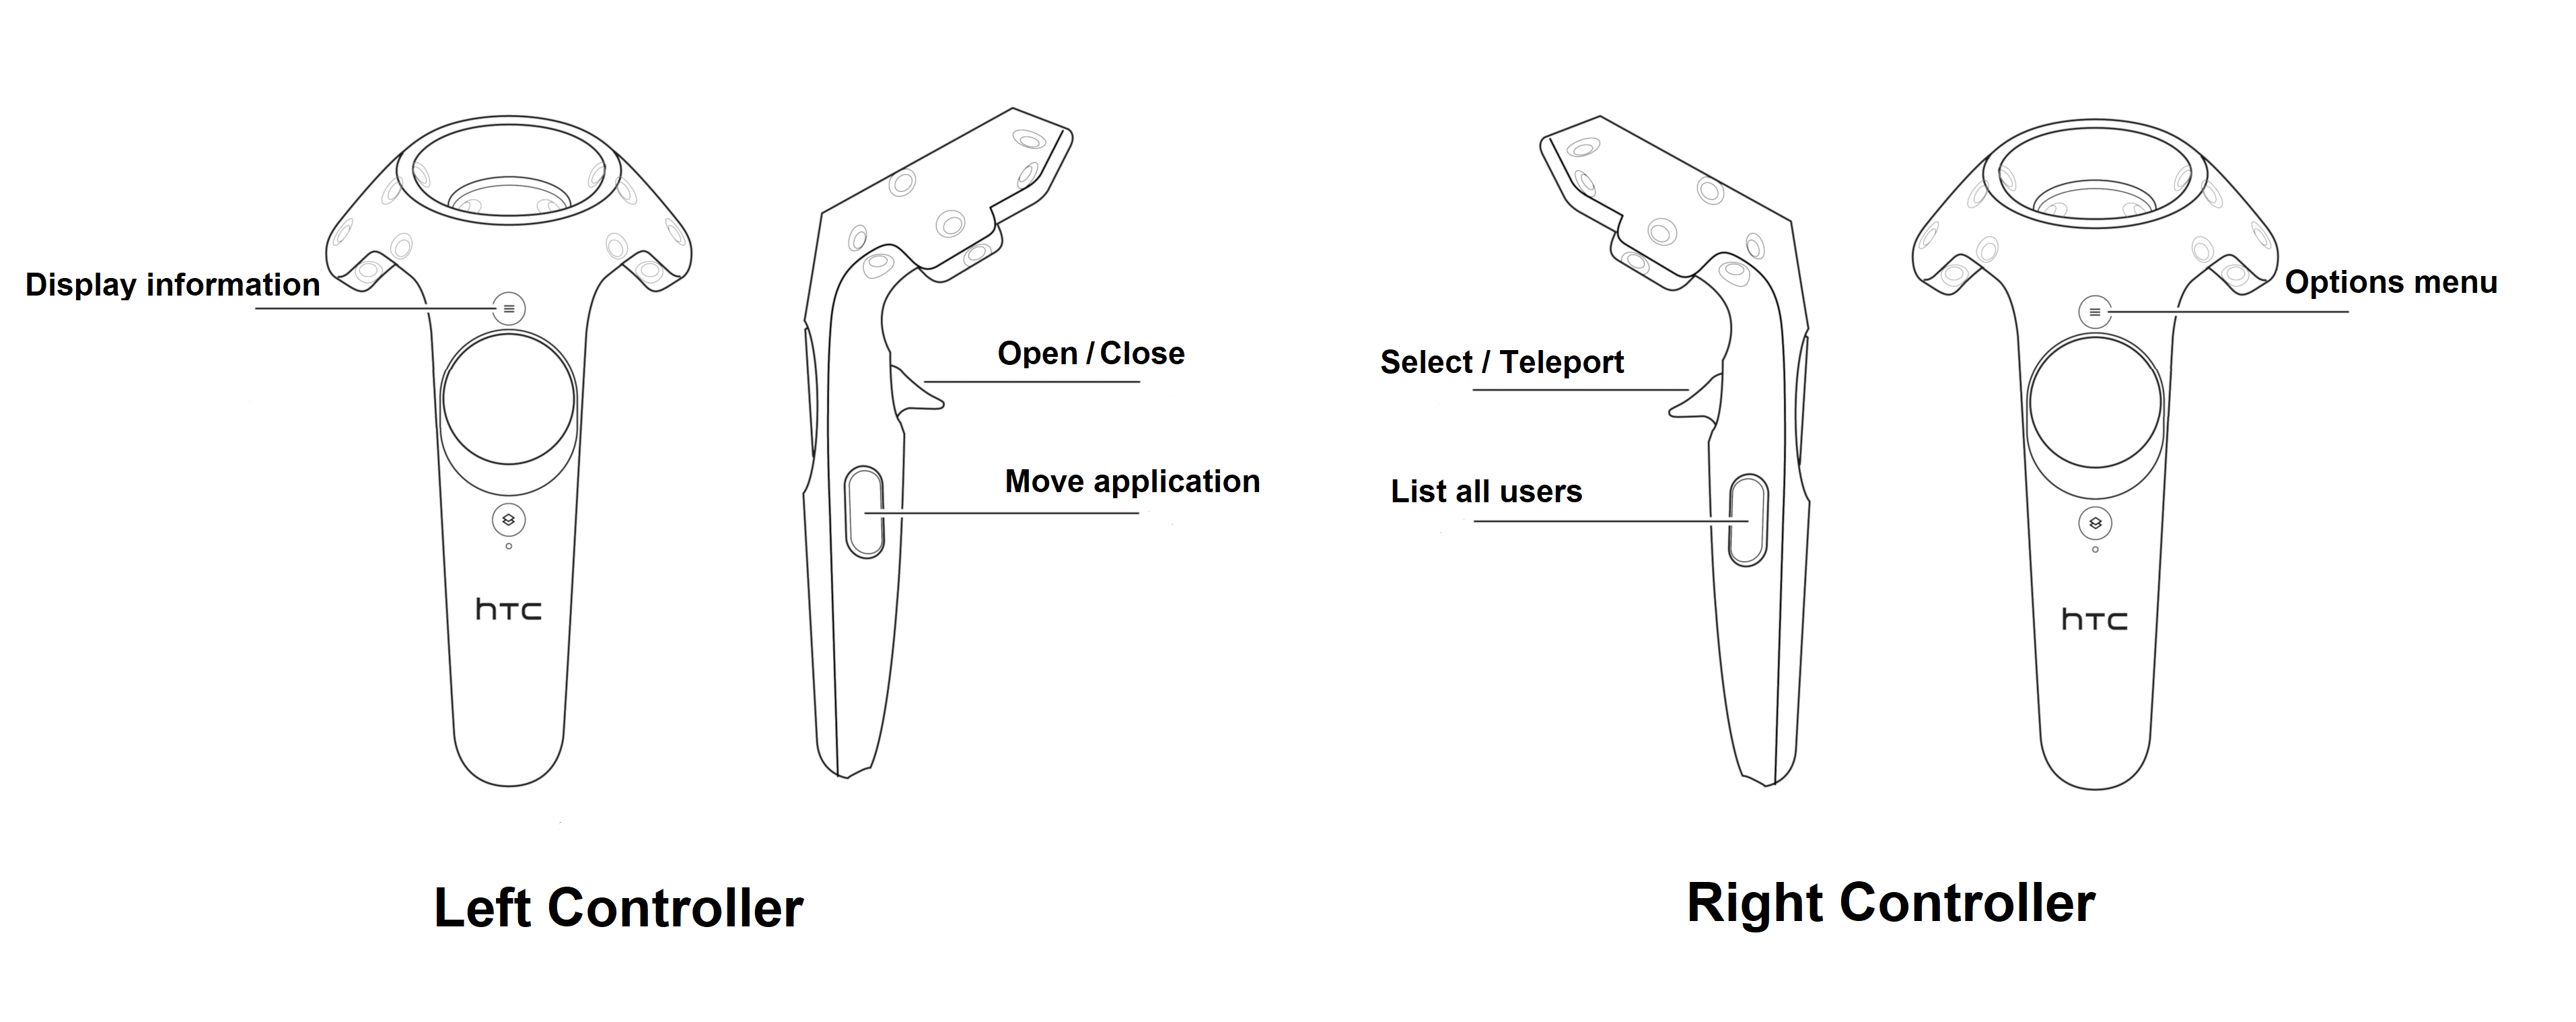 Display information
Open / Close
Move application
htc
Left Controller
Select / Teleport
List all users
Options menu
htc
Right Controller